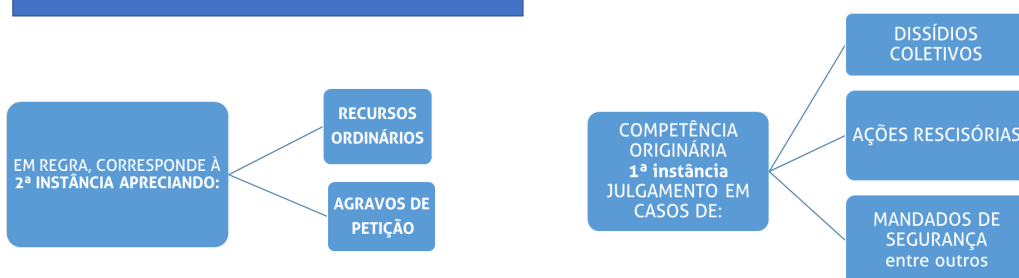 EM REGRA, CORRESPONDE À
2ª INSTÂNCIA APRECIANDO:
RECURSOS
ORDINÁRIOS
AGRAVOS DE
PETIÇÃO
COMPETÊNCIA
ORIGINÁRIA
1ª instância
JULGAMENTO EM
CASOS DE:
DISSÍDIOS
COLETIVOS
AÇÕES RESCISÓRIAS
MANDADOS DE
SEGURANÇA
entre outros